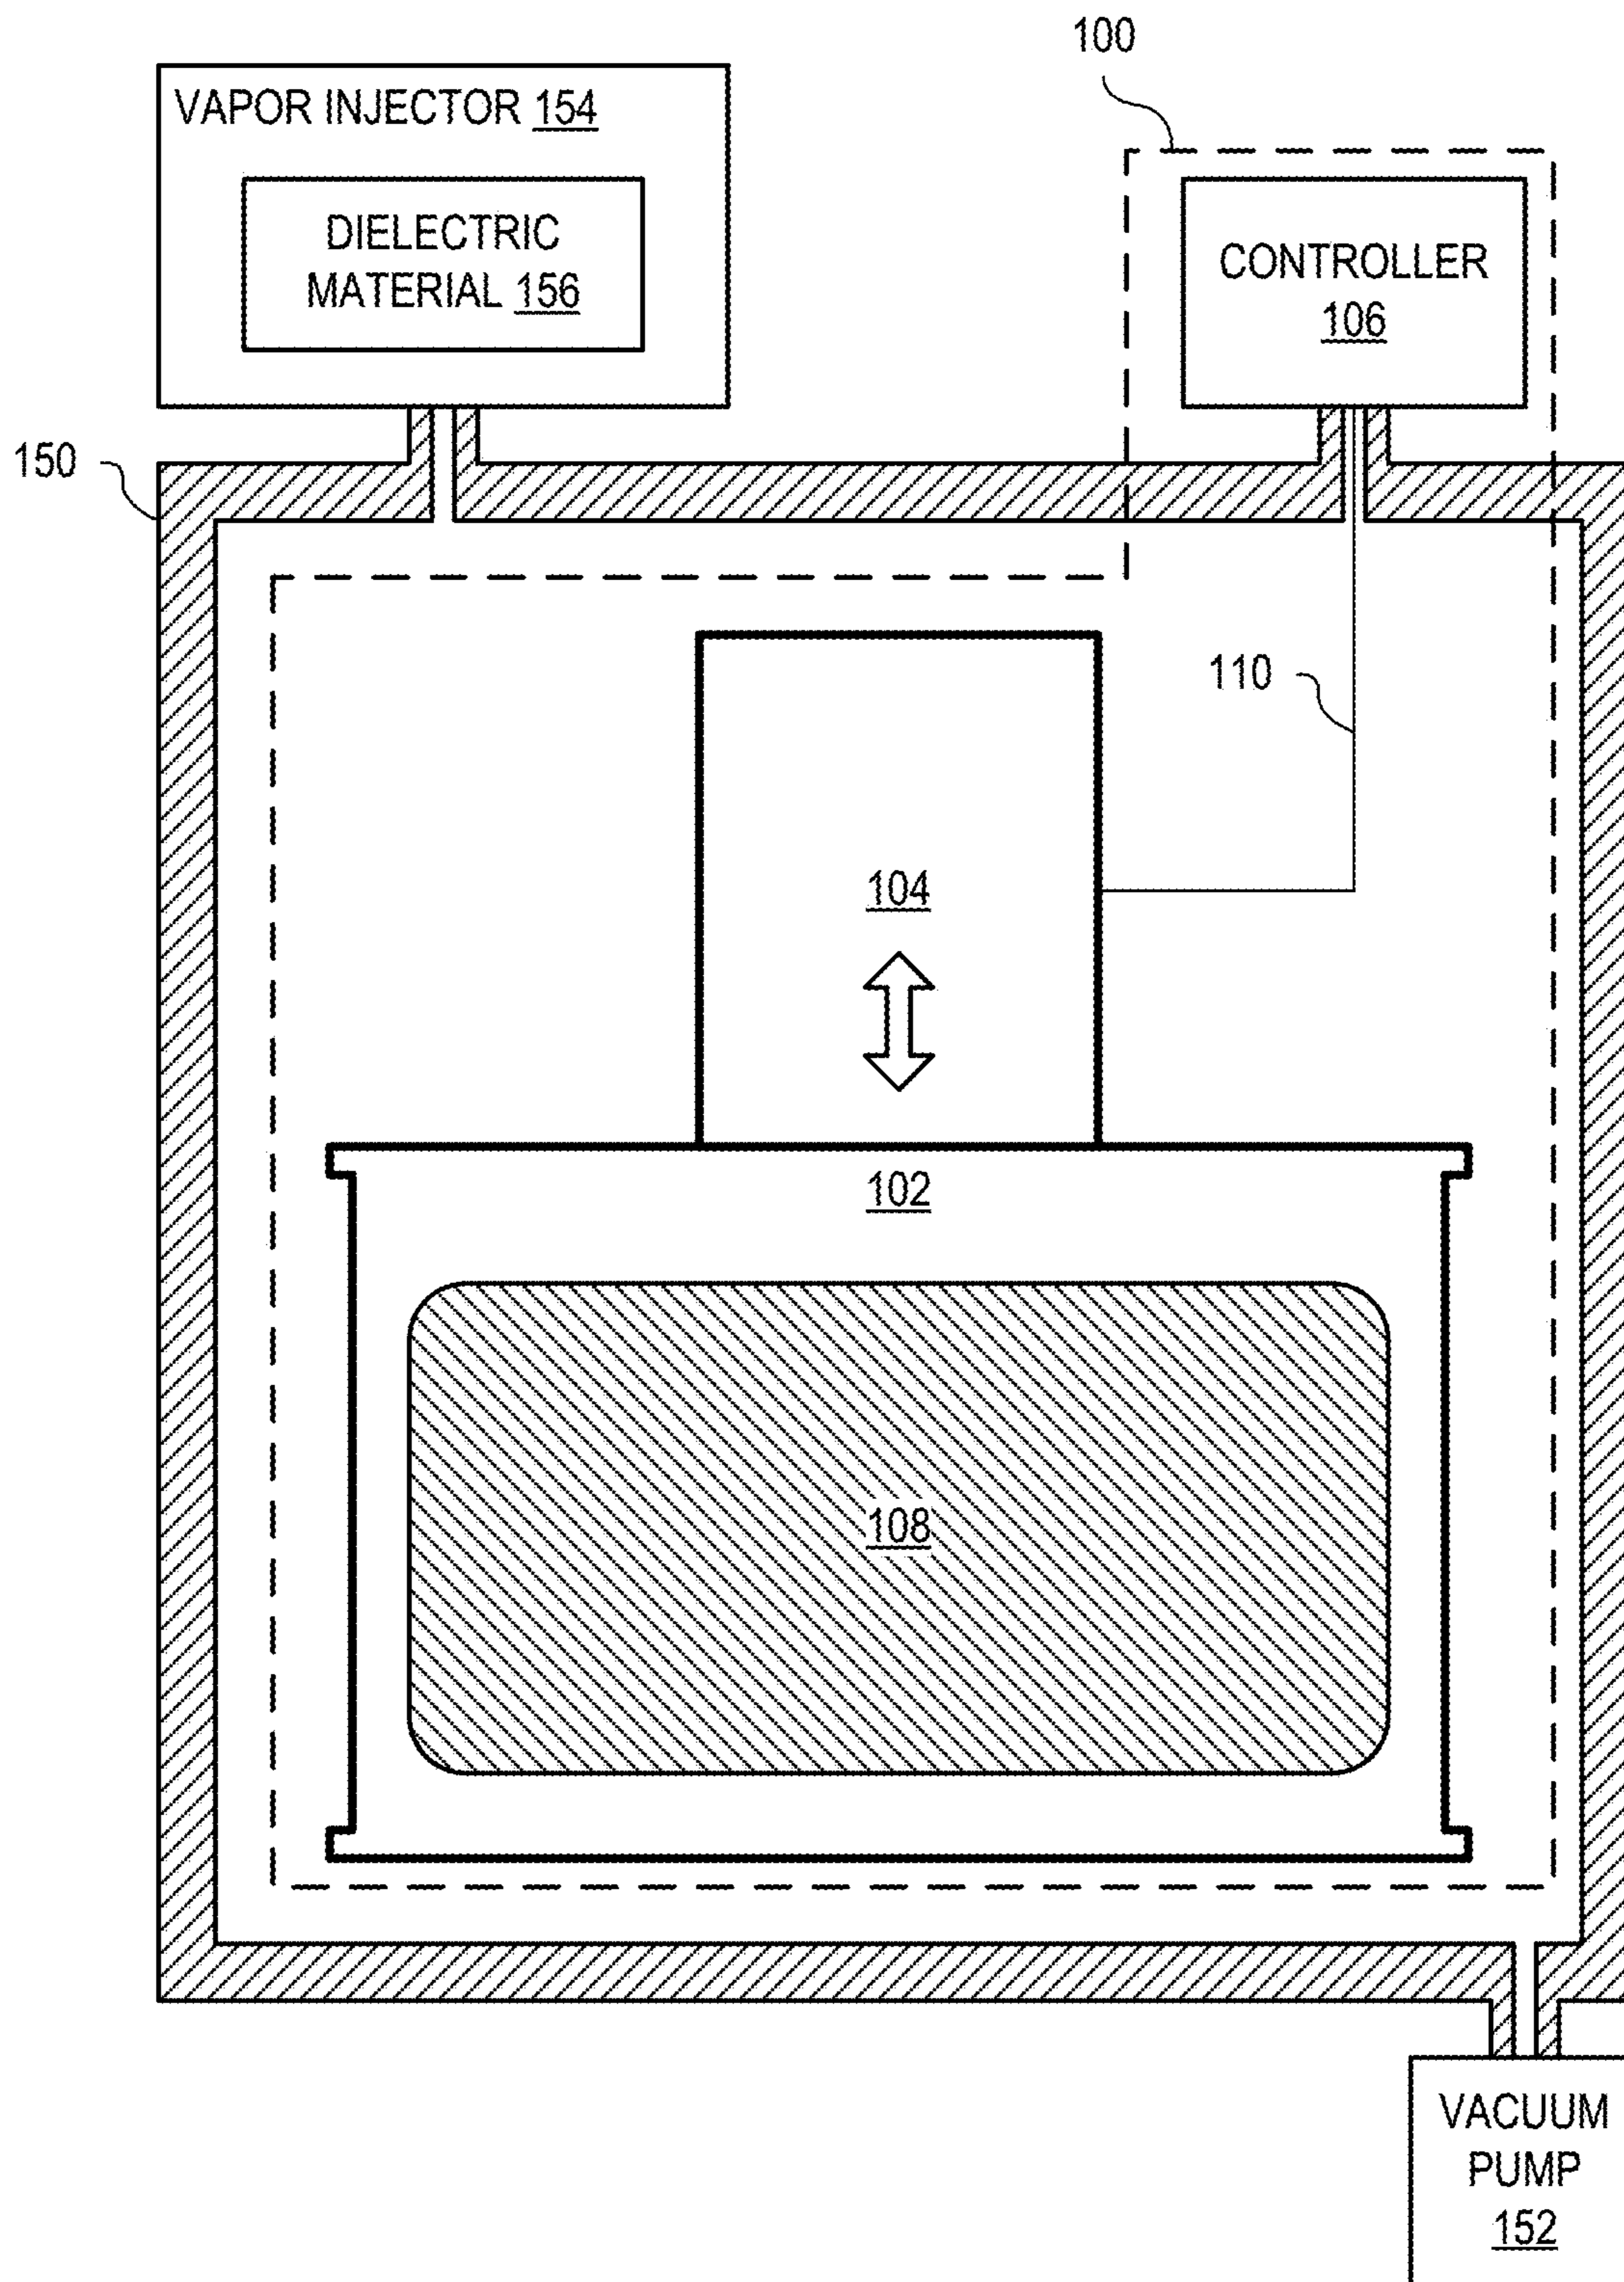 100
VAPOR INJECTOR 154
DIELECTRIC
MATERIAL 156
CONTROLLER
106
150
110
104
102
108
VACUUM
PUMP
152